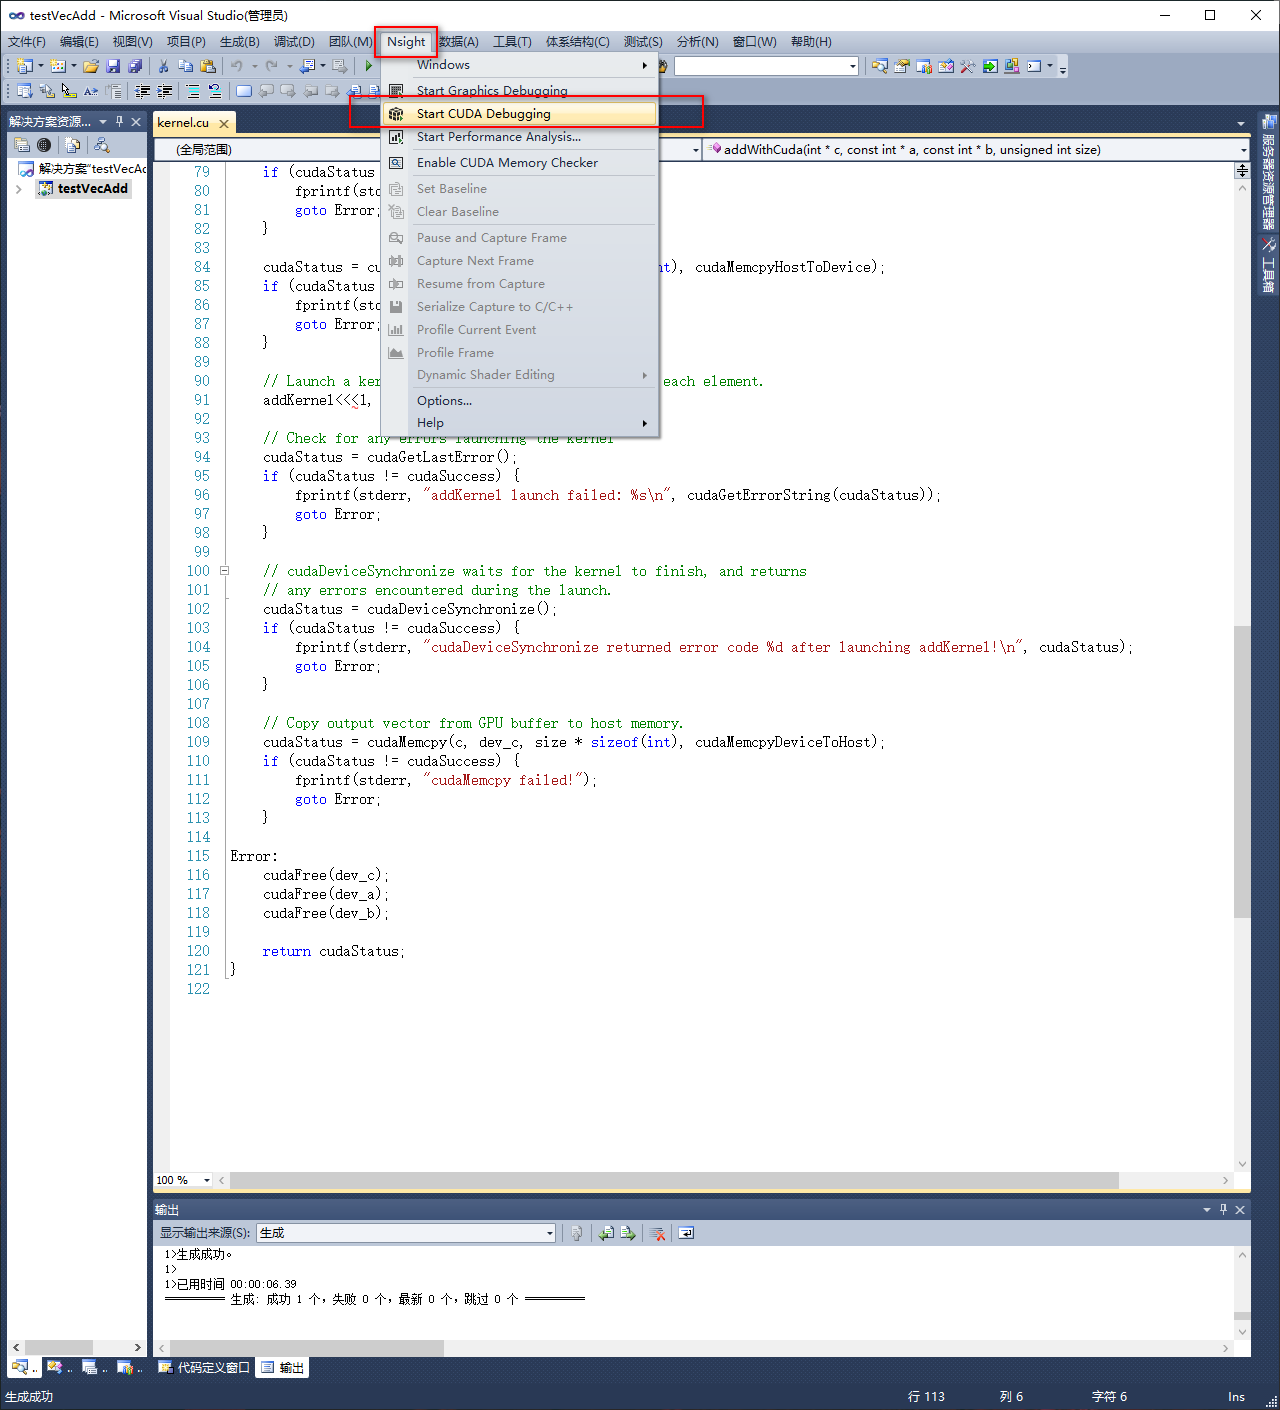 testVecAdd - Microsoft Visual Studio(管理员)
文件(F) 编辑(E) 视图(V) 项目(P) 生成(B) 调试(D) 团队(M) Nsight 数据(A) 工具(T) 体系结构(C) 测试(S) 分析(N) 窗口(W) 帮助(H)
Windows
Start Graphics Debugging
Start CUDA Debugging
Start Performance Analysis...
Enable CUDA Memory Checker
Set Baseline
Clear Baseline
Pause and Capture Frame
Capture Next Frame
Resume from Capture
Serialize Capture to C/C++
Profile Current Event
Profile Frame
Dynamic Shader Editing
Options...
Help
解决方案资源...
解决方案"testVecAd
testVecAdd
kernel.cu
(全局范围)
addWithCuda(int * c, const int * a, const int * b, unsigned int size)
服务器资源管理器
工具箱
79 if (cudaStatus
80 fprintf(std
81 goto Error;
82 }
83
84 cudaStatus = cu t), cudaMemcpyHostToDevice);
85 if (cudaStatus
86 fprintf(std
87 goto Error;
88 }
89
90 // Launch a ker each element.
91 addKernel<<<1,
92
93 // Check for any errors launching the kernel
94 cudaStatus = cudaGetLastError();
95 if (cudaStatus != cudaSuccess) {
96 fprintf(stderr, "addKernel launch failed: %s\n", cudaGetErrorString(cudaStatus));
97 goto Error;
98 }
99
100 // cudaDeviceSynchronize waits for the kernel to finish, and returns
101 // any errors encountered during the launch.
102 cudaStatus = cudaDeviceSynchronize();
103 if (cudaStatus != cudaSuccess) {
104 fprintf(stderr, "cudaDeviceSynchronize returned error code %d after launching addKernel!\n", cudaStatus);
105 goto Error;
106 }
107
108 // Copy output vector from GPU buffer to host memory.
109 cudaStatus = cudaMemcpy(c, dev_c, size * sizeof(int), cudaMemcpyDeviceToHost);
110 if (cudaStatus != cudaSuccess) {
111 fprintf(stderr, "cudaMemcpy failed!");
112 goto Error;
113 }
114
115 Error:
116 cudaFree(dev_c);
117 cudaFree(dev_a);
118 cudaFree(dev_b);
119
120 return cudaStatus;
121 }
122
100 %
输出
显示输出来源(S): 生成
1>生成成功。
1>
1>已用时间 00:00:06.39
========== 生成: 成功 1 个，失败 0 个，最新 0 个，跳过 0 个 ==========
代码定义窗口 输出
生成成功 行 113 列 6 字符 6 Ins